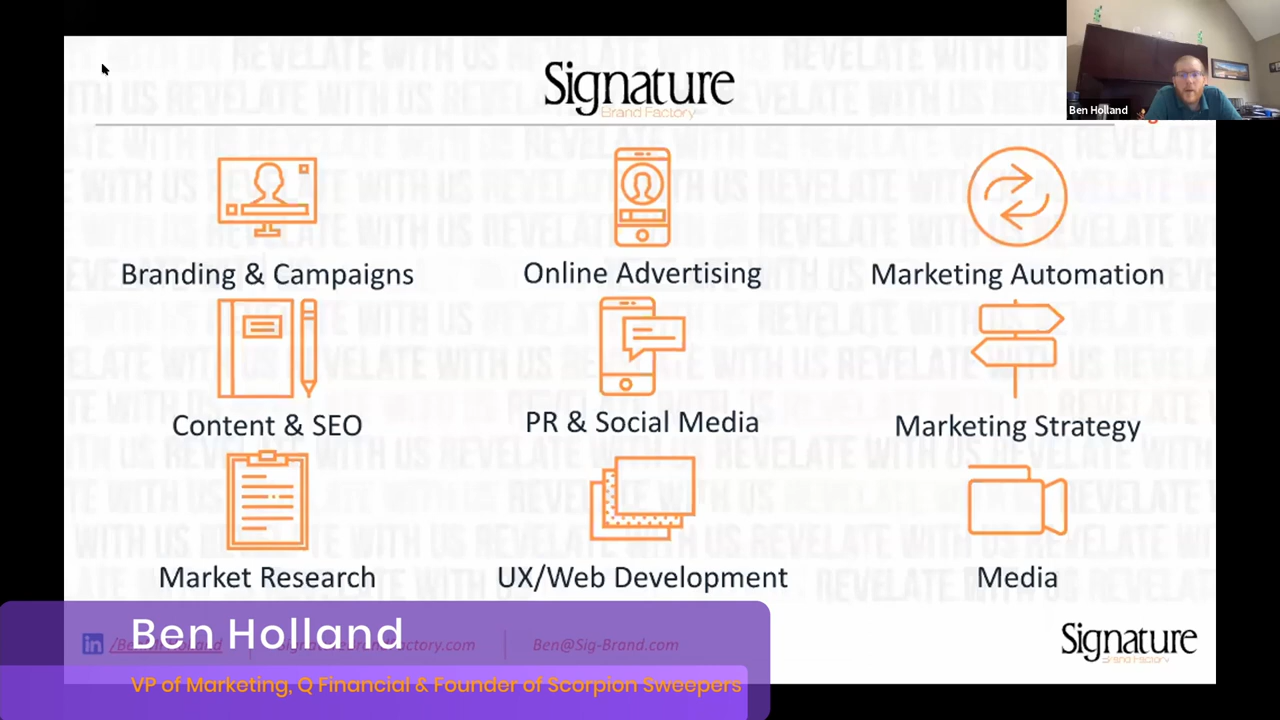 Signature
Brand Factory
Ben Holland
Branding & Campaigns
Online Advertising
Marketing Automation
Content & SEO
PR & Social Media
Marketing Strategy
Market Research
UX/Web Development
Media
Ben Holland
Ben@Sig-Brand.com
VP of Marketing, Q Financial & Founder of Scorpion Sweepers
Signature
Brand Factory